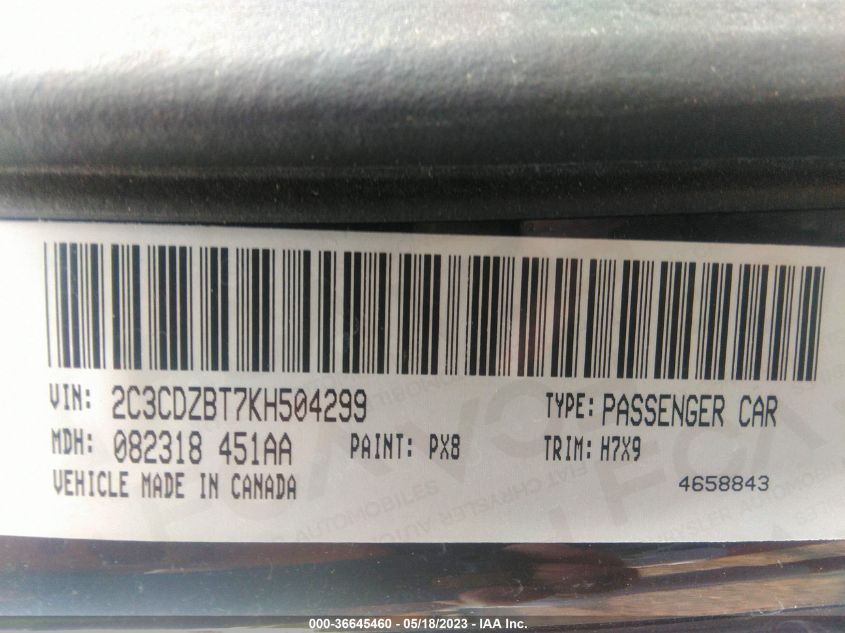 VIN: 2C3CDZBT7KH504299 TYPE: PASSENGER CAR
MDH: 082318 451AA PAINT: PX8 TRIM: H7X9
VEHICLE MADE IN CANADA 4658843
000-36645460 - 05/18/2023 - IAA Inc.